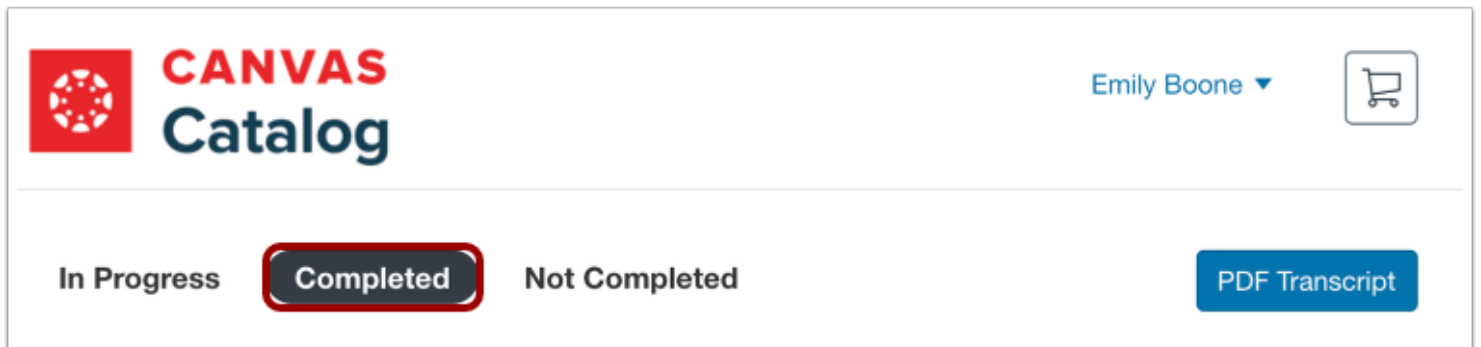 CANVAS
Catalog
Emily Boone
In Progress
Completed
Not Completed
PDF Transcript